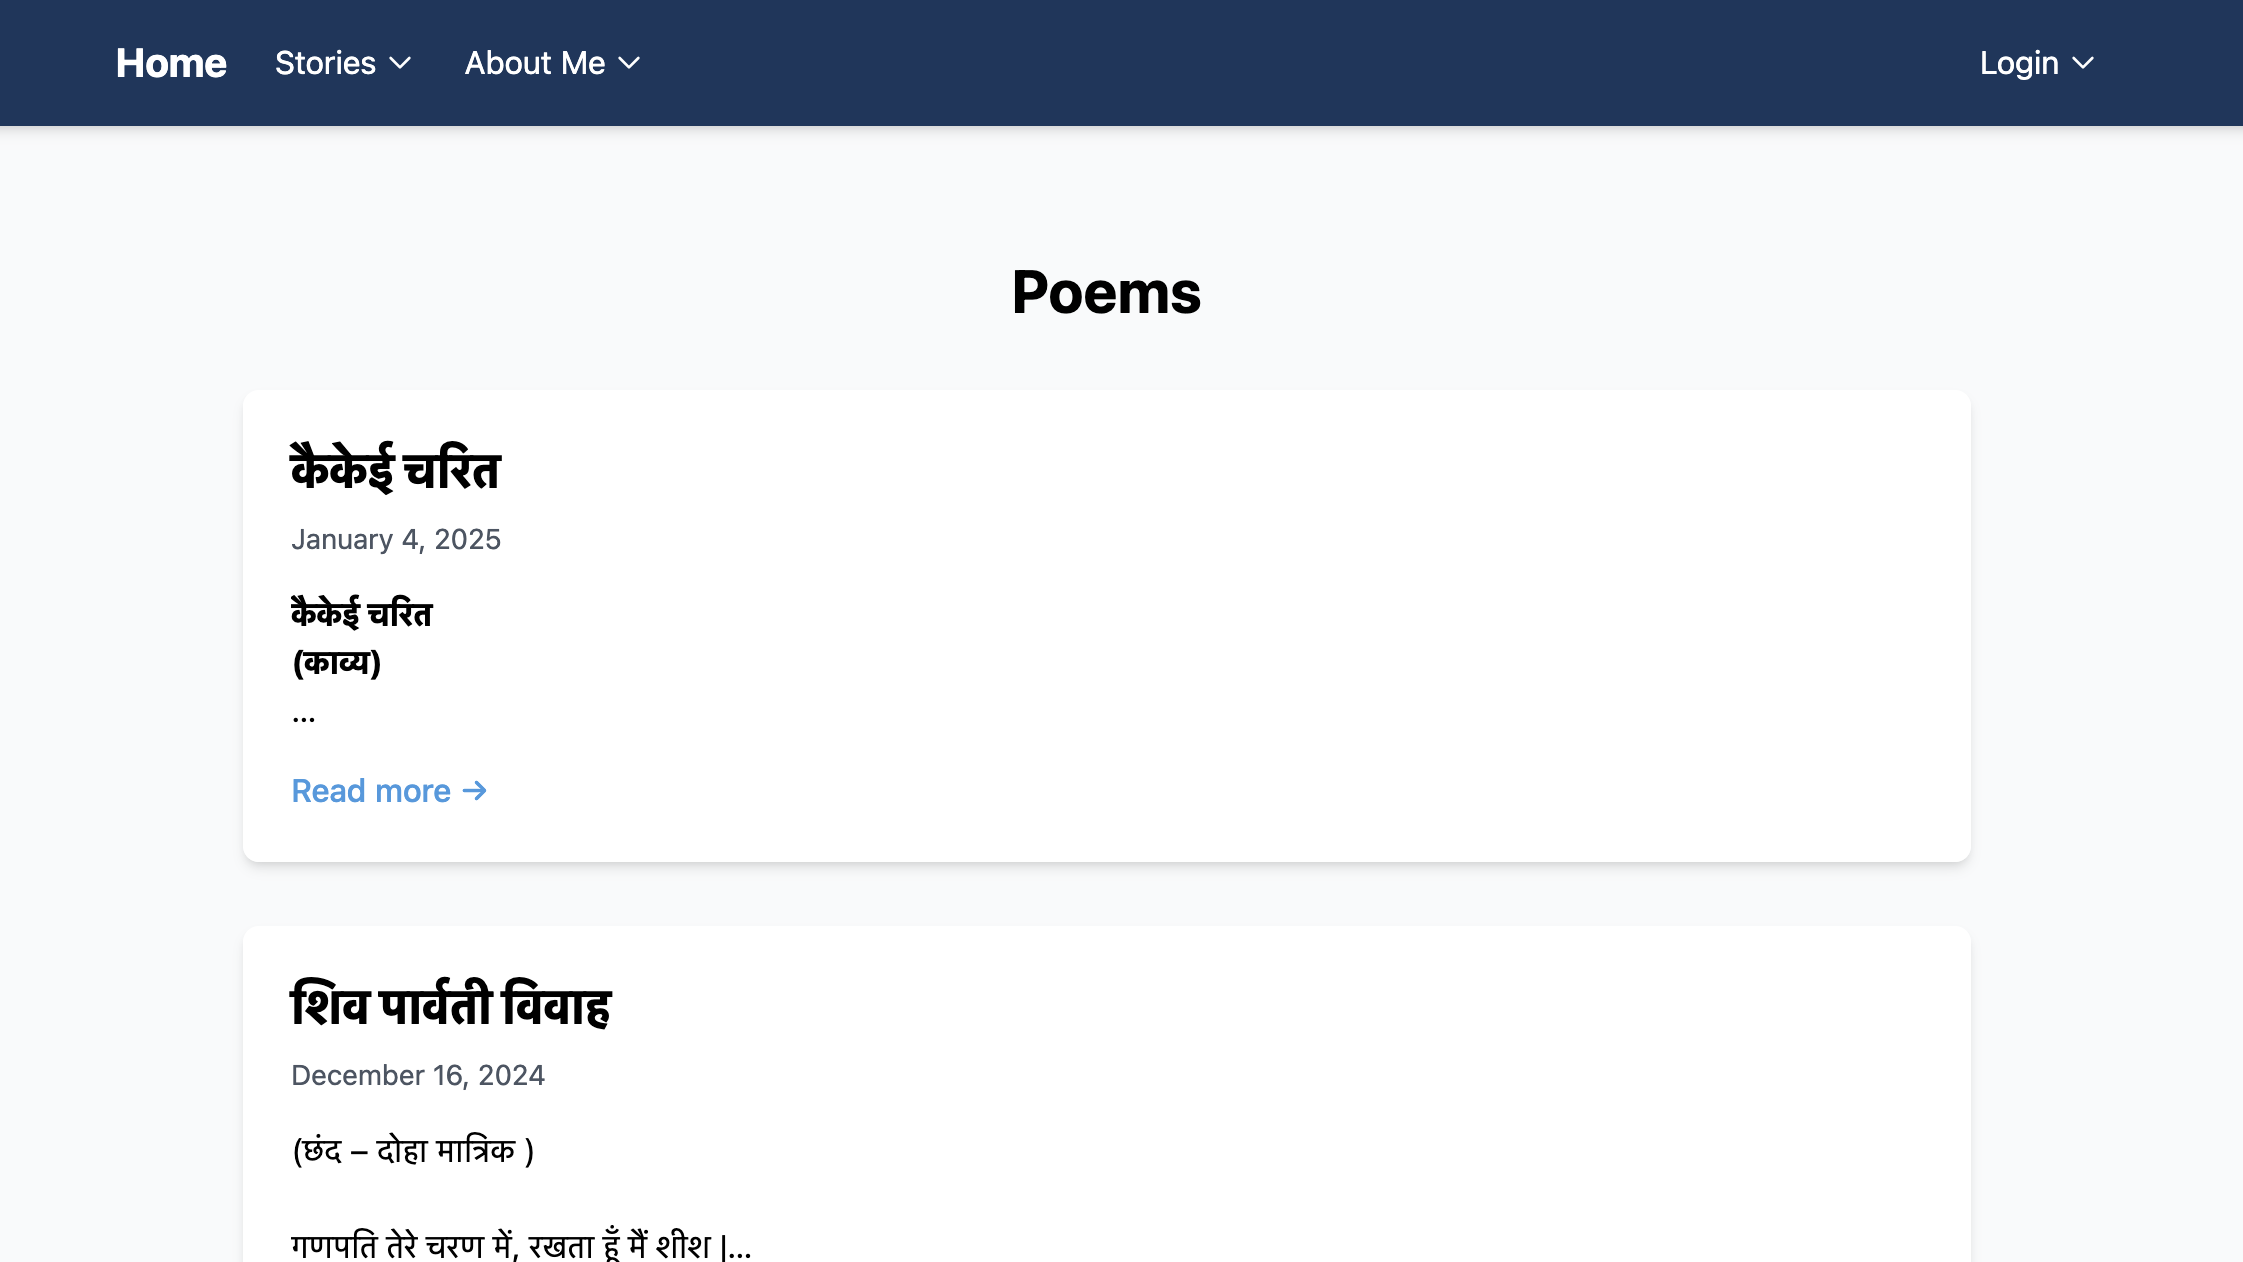 Home Stories About Me Login
Poems
कैकेई चरित
January 4, 2025
कैकेई चरित
(काव्य)
...
Read more →
शिव पार्वती विवाह
December 16, 2024
(छंद – दोहा मात्रिक )
गणपति तेरे चरण में, रखता हूँ मैं शीश |...